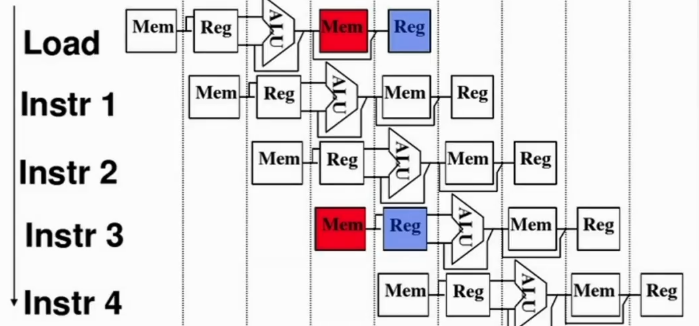 Load Mem Reg ALU Mem Reg
Instr 1 Mem Reg ALU Mem Reg
Instr 2 Mem Reg ALU Mem Reg
Instr 3 Mem Reg ALU Mem Reg
Instr 4 Mem Reg ALU Mem Reg